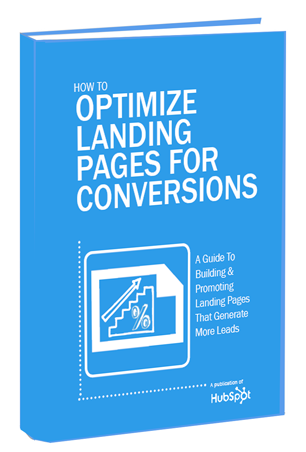 HOW TO
OPTIMIZE
LANDING
PAGES FOR
CONVERSIONS
A Guide To
Building &
Promoting
Landing Pages
That Generate
More Leads
%
A publication of
HubSpot